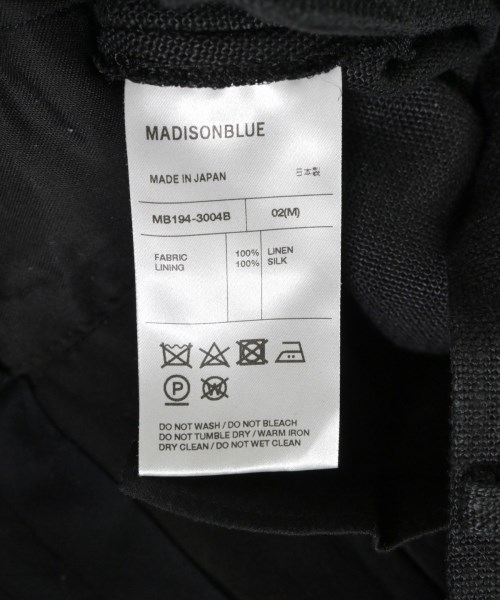 MADISONBLUE
MADE IN JAPAN 日本製
MB194-3004B 02(M)
FABRIC 100% LINEN
LINING 100% SILK
P W
DO NOT WASH / DO NOT BLEACH
DO NOT TUMBLE DRY / WARM IRON
DRY CLEAN / DO NOT WET CLEAN